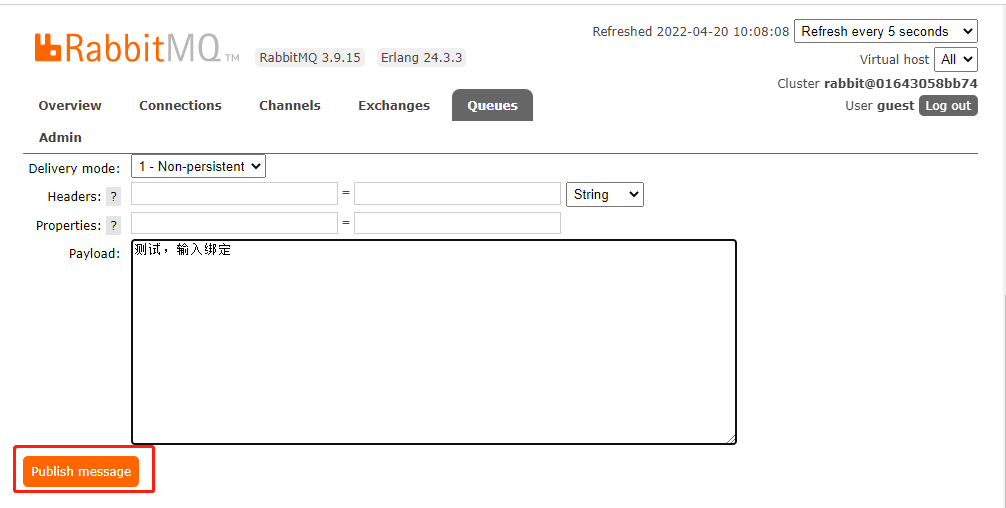 Refreshed 2022-04-20 10:08:08 Refresh every 5 seconds
RabbitMQ TM RabbitMQ 3.9.15 Erlang 24.3.3
Virtual host All
Cluster rabbit@01643058bb74
User guest Log out
Overview Connections Channels Exchanges Queues
Admin
Delivery mode: 1 - Non-persistent
Headers: ? = String
Properties: ? =
Payload: 测试，输入绑定
Publish message